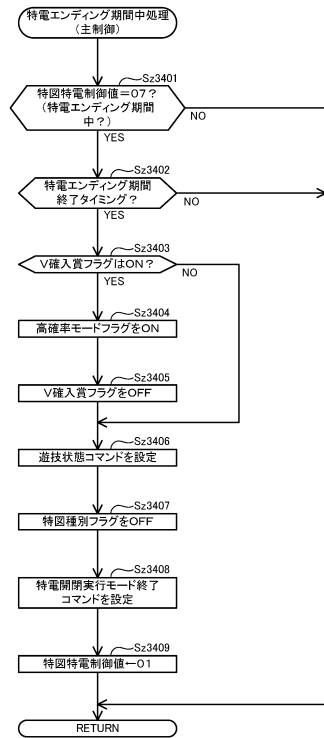 特電エンディング期間中処理
(主制御)
Sz3401
特図特電制御値=07?
(特電エンディング期間
中?)
NO
YES
Sz3402
特電エンディング期間
終了タイミング?
NO
YES
Sz3403
V確入賞フラグはON?
NO
YES
Sz3404
高確率モードフラグをON
Sz3405
V確入賞フラグをOFF
Sz3406
遊技状態コマンドを設定
Sz3407
特図種別フラグをOFF
Sz3408
特電開閉実行モード終了
コマンドを設定
Sz3409
特図特電制御値←01
RETURN